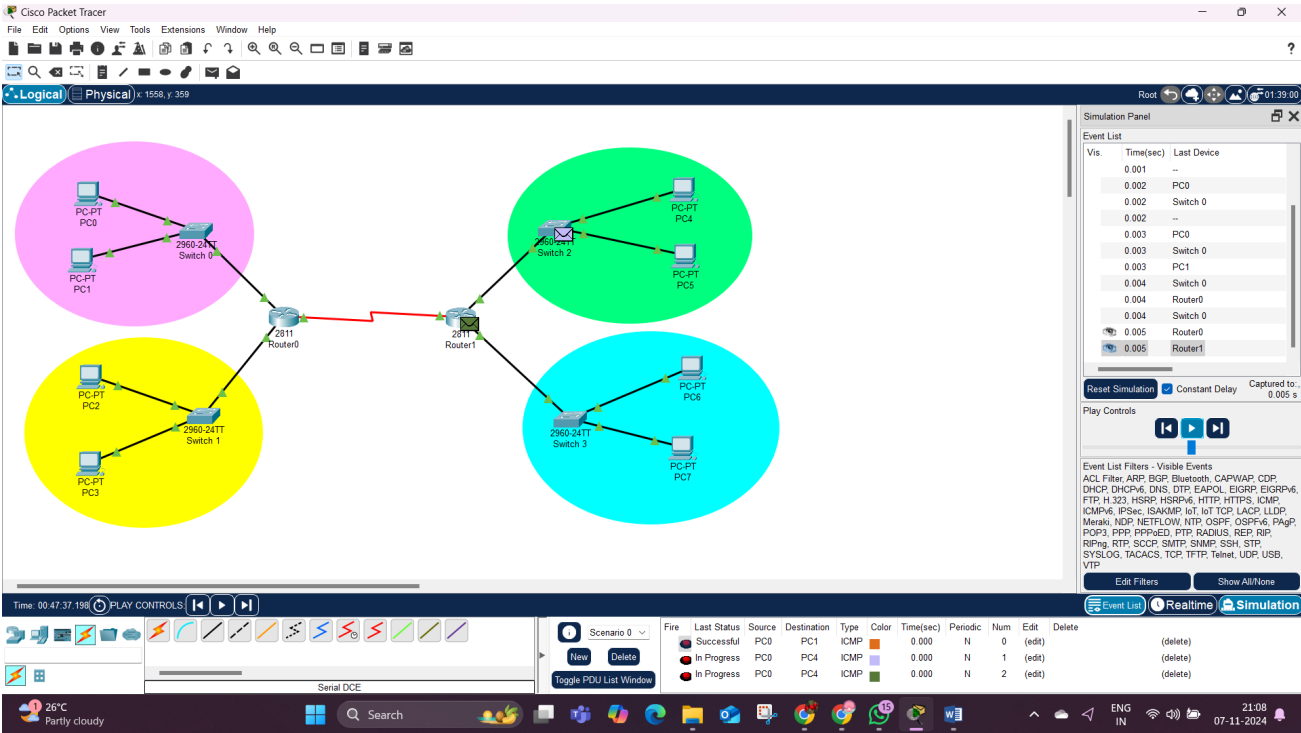 Cisco Packet Tracer
File Edit Options View Tools Extensions Window Help
?
Logical Physical x: 1558, y: 359
Root 01:39:00
PC-PT
PC0
PC-PT
PC1
2960-24TT
Switch 0
2811
Router0
PC-PT
PC2
PC-PT
PC3
2960-24TT
Switch 1
2811
Router1
2960-24TT
Switch 2
PC-PT
PC4
PC-PT
PC5
PC-PT
PC6
2960-24TT
Switch 3
PC-PT
PC7
Simulation Panel
Event List
Vis. Time(sec) Last Device
0.001 --
0.002 PC0
0.002 Switch 0
0.002 --
0.003 PC0
0.003 Switch 0
0.003 PC1
0.004 Switch 0
0.004 Router0
0.004 Switch 0
0.005 Router0
0.005 Router1
Reset Simulation Constant Delay Captured to:
0.005 s
Play Controls
Event List Filters - Visible Events
ACL Filter, ARP, BGP, Bluetooth, CAPWAP, CDP,
DHCP, DHCPv6, DNS, DTP, EAPOL, EIGRP, EIGRPv6,
FTP, H.323, HSRP, HSRPv6, HTTP, HTTPS, ICMP,
ICMPv6, IPSec, ISAKMP, IoT, IoT TCP, LACP, LLDP,
Meraki, NDP, NETFLOW, NTP, OSPF, OSPFv6, PAgP,
POP3, PPP, PPPoED, PTP, RADIUS, REP, RIP,
RIPng, RTP, SCCP, SMTP, SNMP, SSH, STP,
SYSLOG, TACACS, TCP, TFTP, Telnet, UDP, USB,
VTP
Edit Filters Show All/None
Time: 00:47:37.198 PLAY CONTROLS:
Event List Realtime Simulation
Serial DCE
Scenario 0
New Delete
Toggle PDU List Window
Fire Last Status Source Destination Type Color Time(sec) Periodic Num Edit Delete
Successful PC0 PC1 ICMP 0.000 N 0 (edit) (delete)
In Progress PC0 PC4 ICMP 0.000 N 1 (edit) (delete)
In Progress PC0 PC4 ICMP 0.000 N 2 (edit) (delete)
1
26°C
Partly cloudy
Search
15
ENG
IN
21:08
07-11-2024